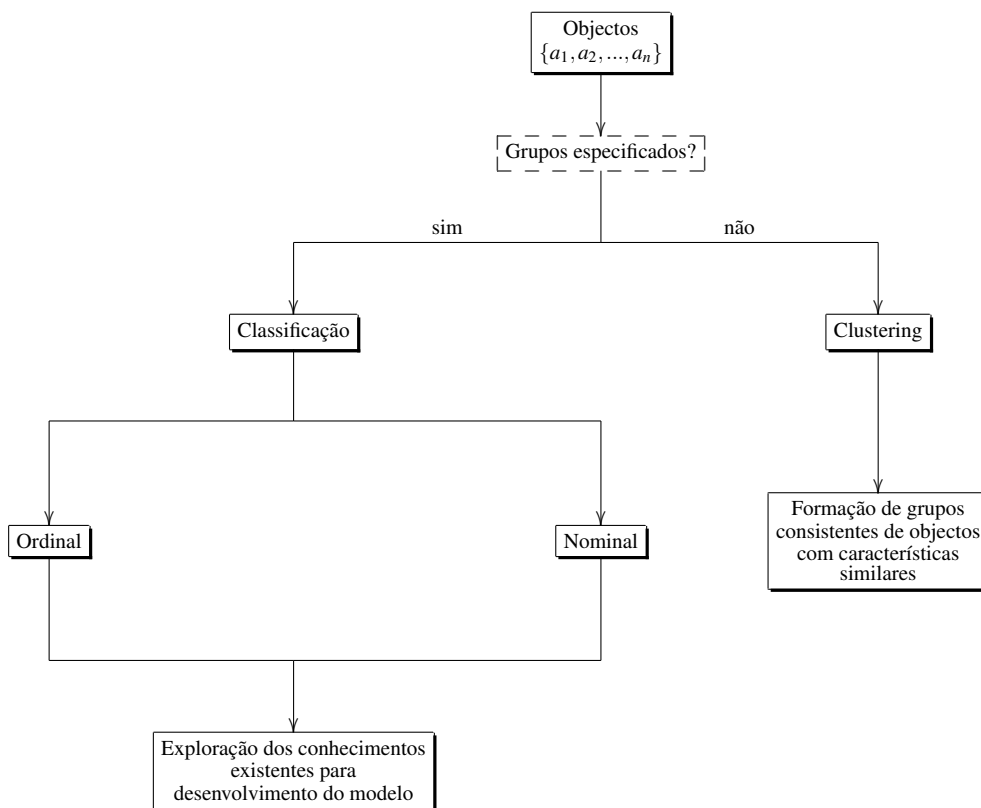 Objectos
{a₁, a₂, ..., aₙ}
Grupos especificados?
sim
não
Classificação
Clustering
Ordinal
Nominal
Formação de grupos
consistentes de objectos
com características
similares
Exploração dos conhecimentos
existentes para
desenvolvimento do modelo